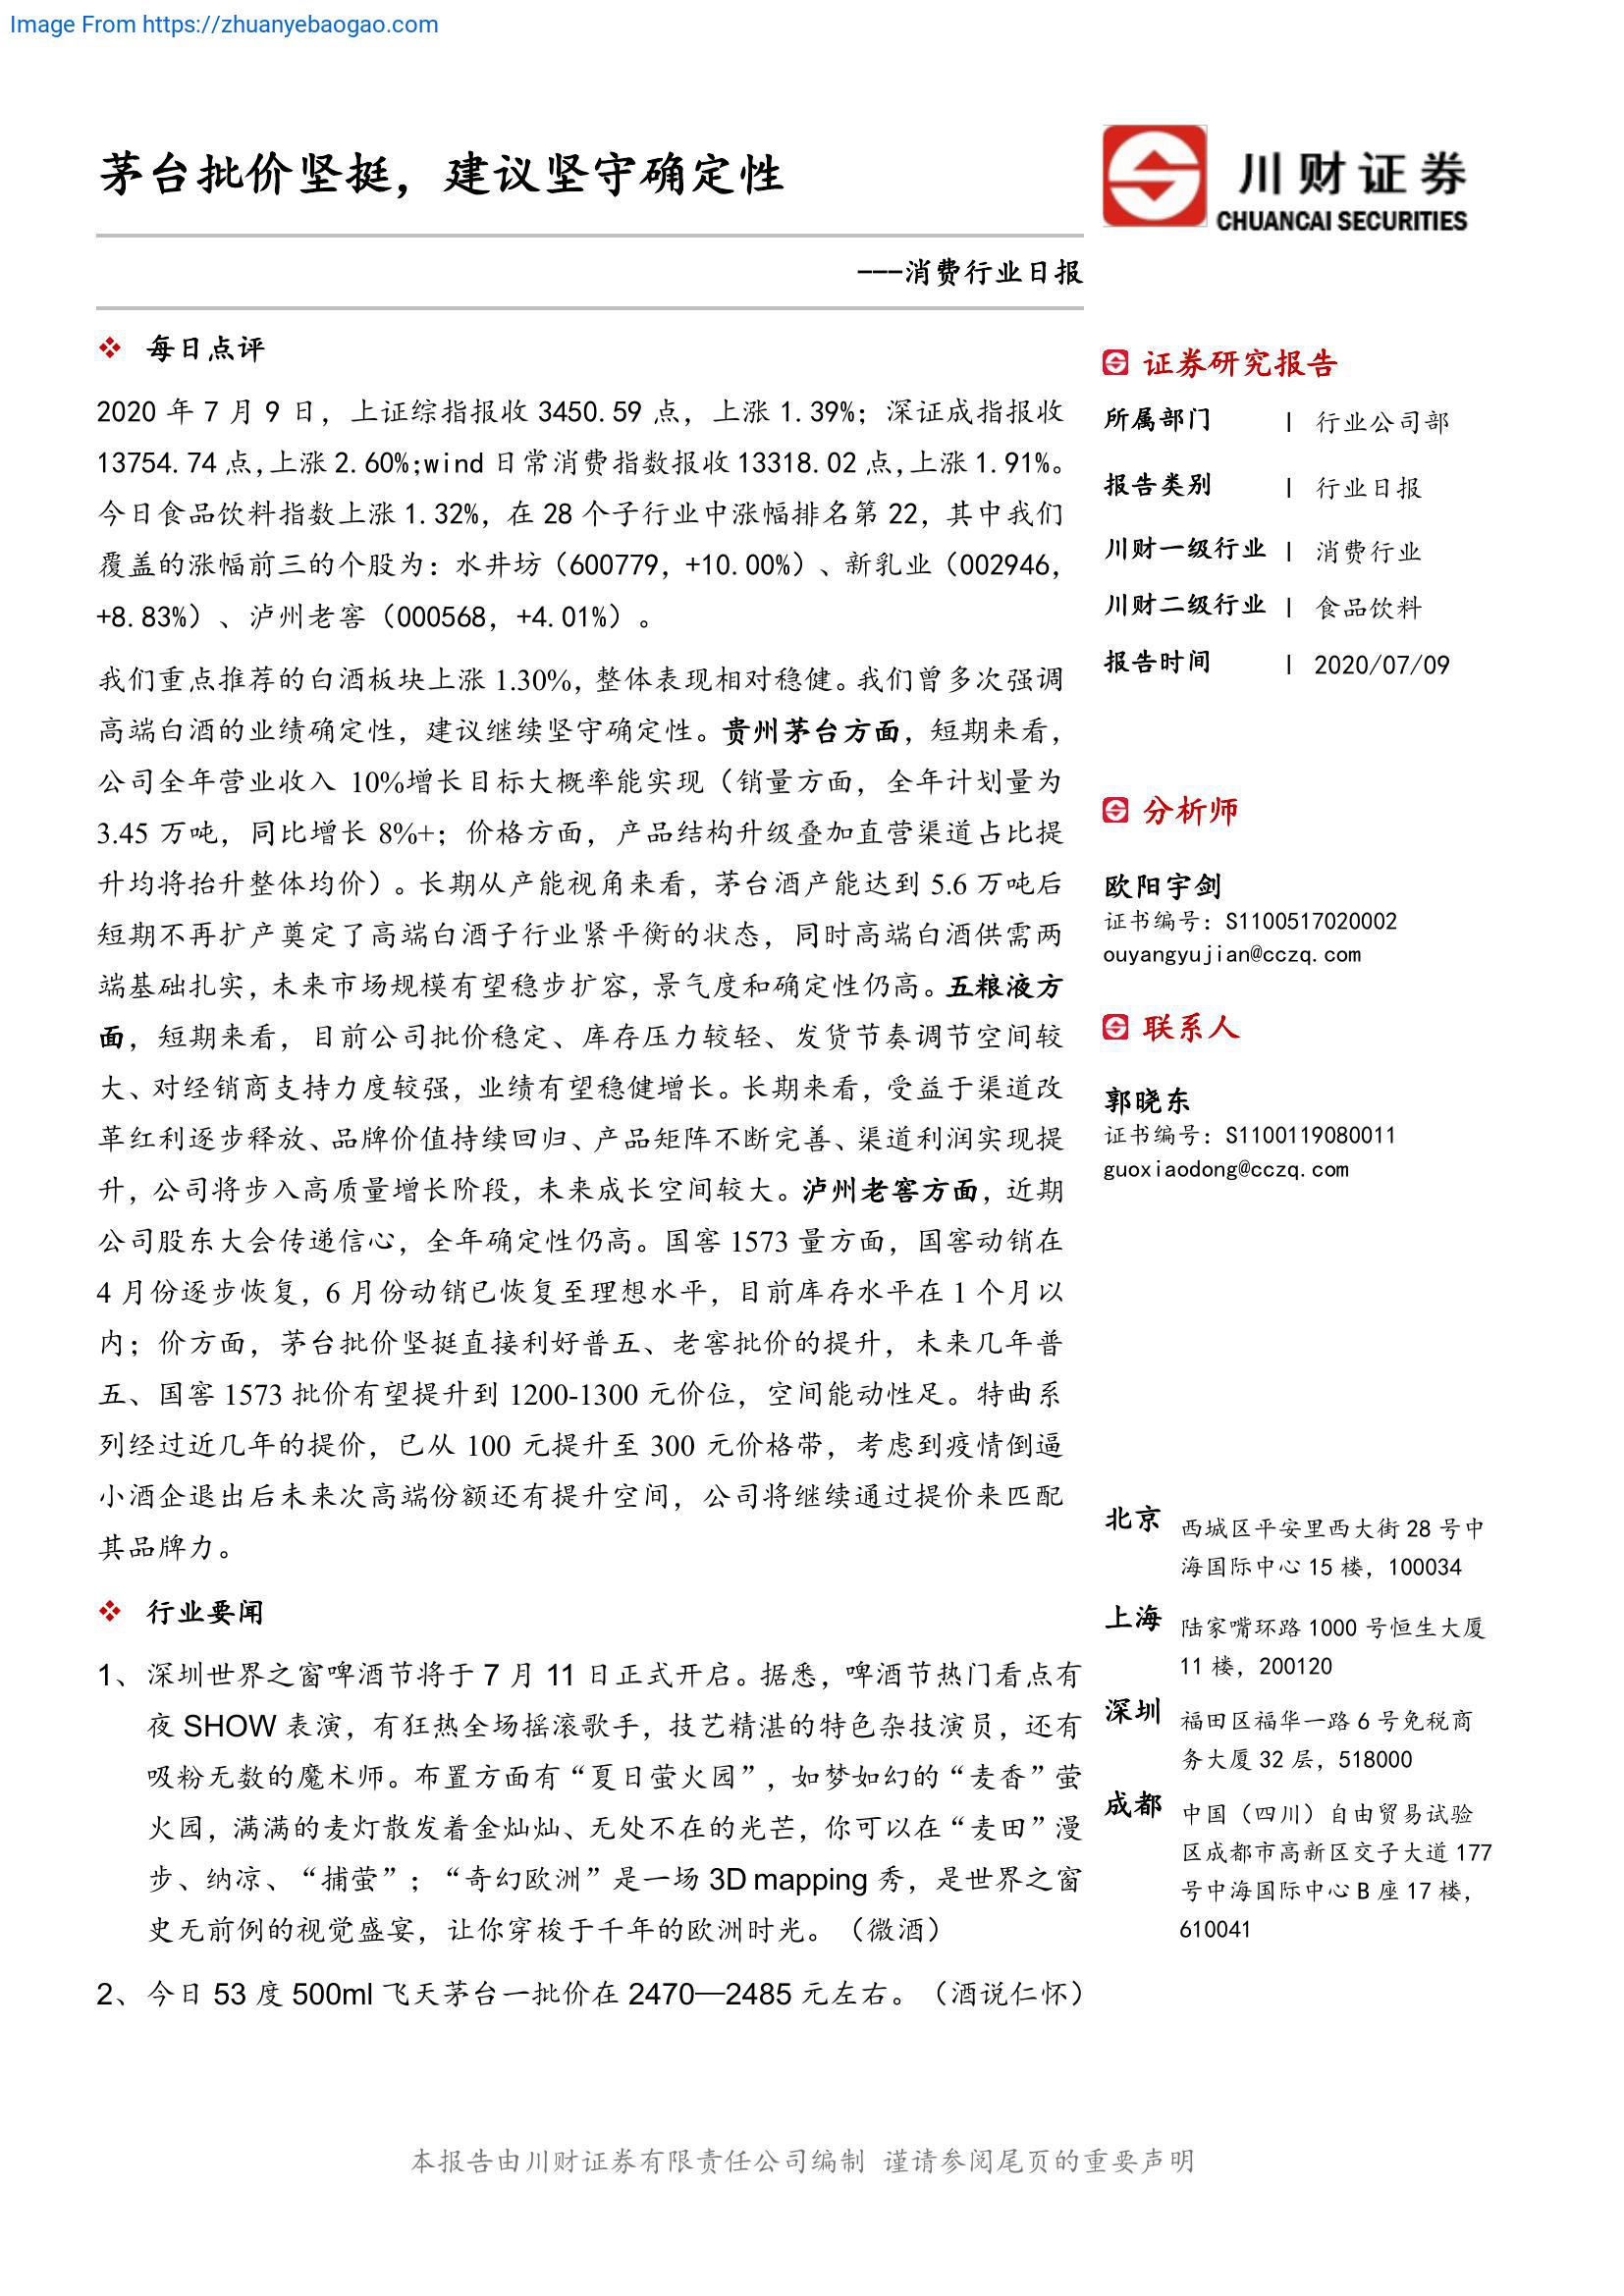 Image From https://zhuanyebaogao.com
茅台批价坚挺，建议坚守确定性
川财证券
CHUANCAI SECURITIES
---消费行业日报
❖ 每日点评
2020 年 7 月 9 日，上证综指报收 3450.59 点，上涨 1.39%；深证成指报收
13754.74 点，上涨 2.60%;wind 日常消费指数报收 13318.02 点，上涨 1.91%。
今日食品饮料指数上涨 1.32%，在 28 个子行业中涨幅排名第 22，其中我们
覆盖的涨幅前三的个股为：水井坊（600779，+10.00%）、新乳业（002946，
+8.83%）、泸州老窖（000568，+4.01%）。
我们重点推荐的白酒板块上涨 1.30%，整体表现相对稳健。我们曾多次强调
高端白酒的业绩确定性，建议继续坚守确定性。贵州茅台方面，短期来看，
公司全年营业收入 10%增长目标大概率能实现（销量方面，全年计划量为
3.45 万吨，同比增长 8%+；价格方面，产品结构升级叠加直营渠道占比提
升均将抬升整体均价）。长期从产能视角来看，茅台酒产能达到 5.6 万吨后
短期不再扩产奠定了高端白酒子行业紧平衡的状态，同时高端白酒供需两
端基础扎实，未来市场规模有望稳步扩容，景气度和确定性仍高。五粮液方
面，短期来看，目前公司批价稳定、库存压力较轻、发货节奏调节空间较
大、对经销商支持力度较强，业绩有望稳健增长。长期来看，受益于渠道改
革红利逐步释放、品牌价值持续回归、产品矩阵不断完善、渠道利润实现提
升，公司将步入高质量增长阶段，未来成长空间较大。泸州老窖方面，近期
公司股东大会传递信心，全年确定性仍高。国窖 1573 量方面，国窖动销在
4 月份逐步恢复，6 月份动销已恢复至理想水平，目前库存水平在 1 个月以
内；价方面，茅台批价坚挺直接利好普五、老窖批价的提升，未来几年普
五、国窖 1573 批价有望提升到 1200-1300 元价位，空间能动性足。特曲系
列经过近几年的提价，已从 100 元提升至 300 元价格带，考虑到疫情倒逼
小酒企退出后未来次高端份额还有提升空间，公司将继续通过提价来匹配
其品牌力。
❖ 行业要闻
1、深圳世界之窗啤酒节将于 7 月 11 日正式开启。据悉，啤酒节热门看点有
夜 SHOW 表演，有狂热全场摇滚歌手，技艺精湛的特色杂技演员，还有
吸粉无数的魔术师。布置方面有“夏日萤火园”，如梦如幻的“麦香”萤
火园，满满的麦灯散发着金灿灿、无处不在的光芒，你可以在“麦田”漫
步、纳凉、“捕萤”；“奇幻欧洲”是一场 3D mapping 秀，是世界之窗
史无前例的视觉盛宴，让你穿梭于千年的欧洲时光。（微酒）
2、今日 53 度 500ml 飞天茅台一批价在 2470—2485 元左右。（酒说仁怀）
证券研究报告
所属部门 | 行业公司部
报告类别 | 行业日报
川财一级行业 | 消费行业
川财二级行业 | 食品饮料
报告时间 | 2020/07/09
分析师
欧阳宇剑
证书编号：S1100517020002
ouyangyujian@cczq.com
联系人
郭晓东
证书编号：S1100119080011
guoxiaodong@cczq.com
北京 西城区平安里西大街 28 号中
海国际中心 15 楼，100034
上海 陆家嘴环路 1000 号恒生大厦
11 楼，200120
深圳 福田区福华一路 6 号免税商
务大厦 32 层，518000
成都 中国（四川）自由贸易试验
区成都市高新区交子大道 177
号中海国际中心 B 座 17 楼，
610041
本报告由川财证券有限责任公司编制 谨请参阅尾页的重要声明